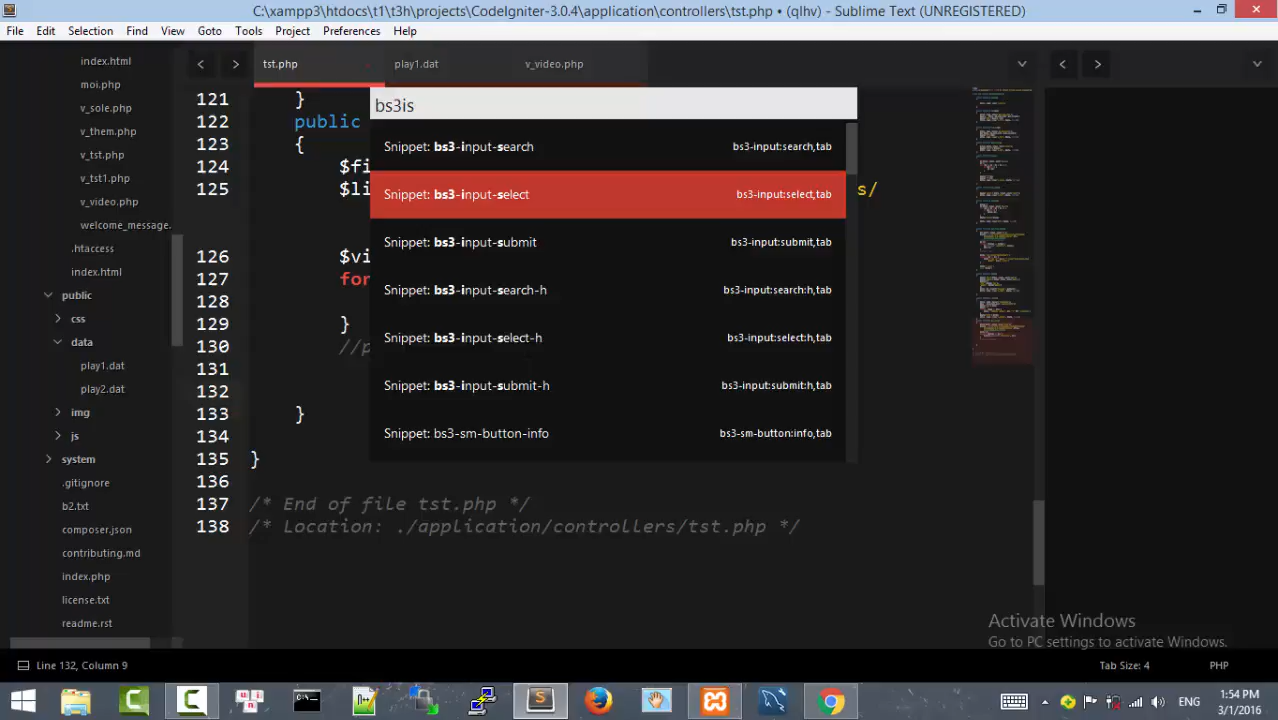 C:\xampp3\htdocs\t1\t3h\projects\CodeIgniter-3.0.4\application\controllers\tst.php • (qlhv) - Sublime Text (UNREGISTERED)
File Edit Selection Find View Goto Tools Project Preferences Help
index.html
moi.php
v_sole.php
v_them.php
v_tst.php
v_tst1.php
v_video.php
welcome_message.
.htaccess
index.html
public
css
data
play1.dat
play2.dat
img
js
system
.gitignore
b2.txt
composer.json
contributing.md
index.php
license.txt
readme.rst
tst.php play1.dat v_video.php
bs3is
Snippet: bs3-input-search bs3-input:search,tab
Snippet: bs3-input-select bs3-input:select,tab
Snippet: bs3-input-submit bs3-input:submit,tab
Snippet: bs3-input-search-h bs3-input:search:h,tab
Snippet: bs3-input-select-h bs3-input:select:h,tab
Snippet: bs3-input-submit-h bs3-input:submit:h,tab
Snippet: bs3-sm-button-info bs3-sm-button:info,tab
121 }
122 public
123 {
124 $fi
125 $li s/
126 $vi
127 for
128
129 }
130 //p
131
132
133 }
134
135 }
136
137 /* End of file tst.php */
138 /* Location: ./application/controllers/tst.php */
Activate Windows
Go to PC settings to activate Windows.
Line 132, Column 9 Tab Size: 4 PHP
ENG
1:54 PM
3/1/2016